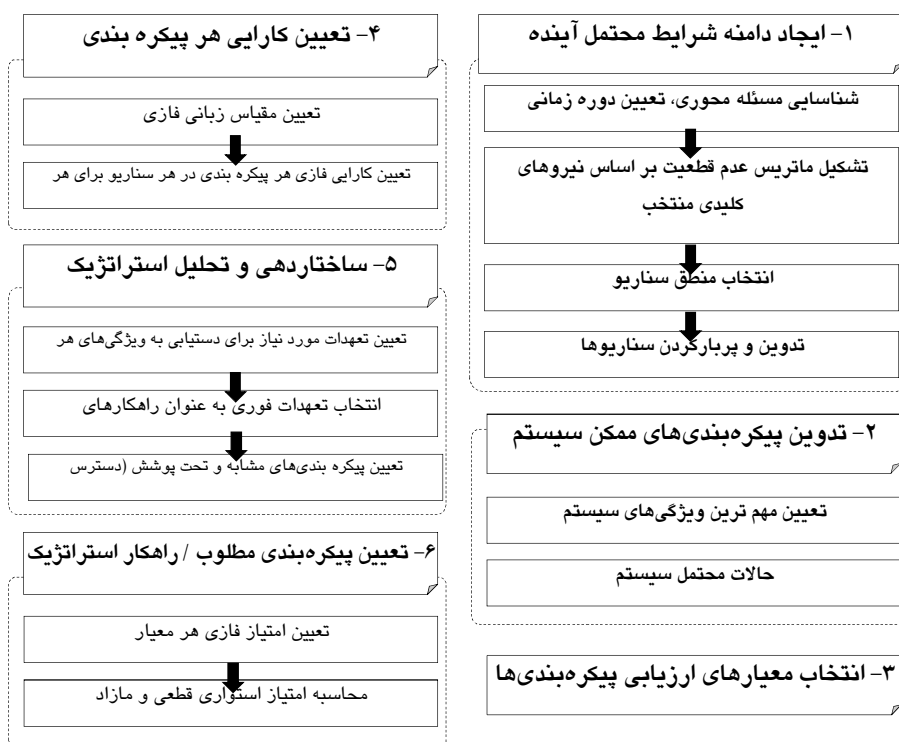 ۱- ایجاد دامنه شرایط محتمل آینده
شناسایی مسئله محوری، تعیین دوره زمانی
تشکیل ماتریس عدم قطعیت بر اساس نیروهای
کلیدی منتخب
انتخاب منطق سناریو
تدوین و پربارکردن سناریوها
۲- تدوین پیکره‌بندی‌های ممکن سیستم
تعیین مهم ترین ویژگی‌های سیستم
حالات محتمل سیستم
۳- انتخاب معیارهای ارزیابی پیکره‌بندی‌ها
۴- تعیین کارایی هر پیکره بندی
تعیین مقیاس زبانی فازی
تعیین کارایی فازی هر پیکره بندی در هر سناریو برای هر
۵- ساختاردهی و تحلیل استراتژیک
تعیین تعهدات مورد نیاز برای دستیابی به ویژگی‌های هر
انتخاب تعهدات فوری به عنوان راهکارهای
تعیین پیکره بندی‌های مشابه و تحت پوشش (دسترس
۶- تعیین پیکره‌بندی مطلوب / راهکار استراتژیک
تعیین امتیاز فازی هر معیار
محاسبه امتیاز استواری قطعی و مازاد